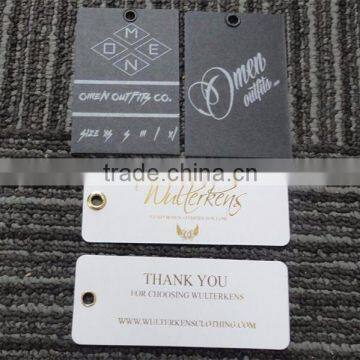 O
M E
N
OMEN OUTFITS CO.
SIZE XS S M / XL
Omen
outfits
trade.china.cn
Wulterkens
THANK YOU
FOR CHOOSING WULTERKENS
WWW.WULTERKENSCLOTHING.COM